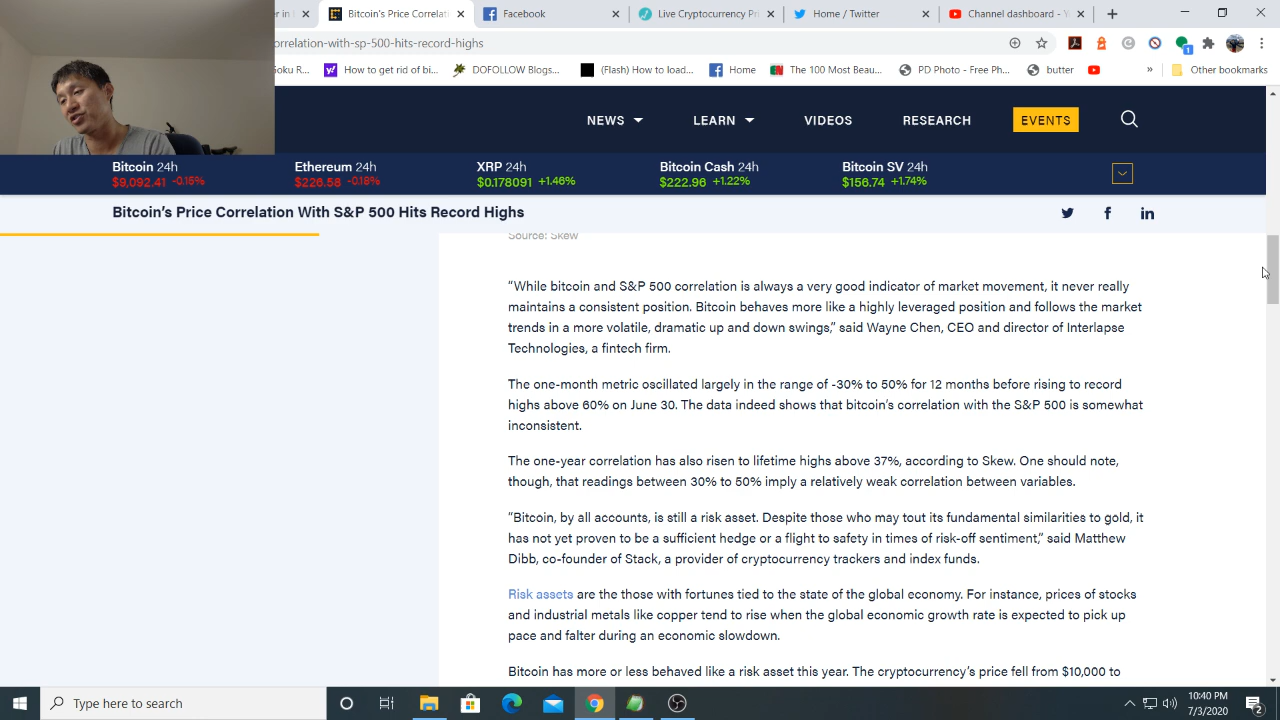 er in l
Bitcoin's Price Correlati
Facebook
Live Cryptocurrency P
Home / Twitter
Channel dashboard - Y
orrelation-with-sp-500-hits-record-highs
1
oku R...
How to get rid of bi...
DOFOLLOW Blogs...
(Flash) How to load...
Home
The 100 Most Beau...
PD Photo - Free Ph...
butter
»
Other bookmarks
NEWS
LEARN
VIDEOS
RESEARCH
EVENTS
Bitcoin 24h
$9,092.41 -0.15%
Ethereum 24h
$226.58 -0.18%
XRP 24h
$0.178091 +1.46%
Bitcoin Cash 24h
$222.96 +1.22%
Bitcoin SV 24h
$156.74 +1.74%
Bitcoin's Price Correlation With S&P 500 Hits Record Highs
Source: Skew
“While bitcoin and S&P 500 correlation is always a very good indicator of market movement, it never really
maintains a consistent position. Bitcoin behaves more like a highly leveraged position and follows the market
trends in a more volatile, dramatic up and down swings,” said Wayne Chen, CEO and director of Interlapse
Technologies, a fintech firm.
The one-month metric oscillated largely in the range of -30% to 50% for 12 months before rising to record
highs above 60% on June 30. The data indeed shows that bitcoin's correlation with the S&P 500 is somewhat
inconsistent.
The one-year correlation has also risen to lifetime highs above 37%, according to Skew. One should note,
though, that readings between 30% to 50% imply a relatively weak correlation between variables.
“Bitcoin, by all accounts, is still a risk asset. Despite those who may tout its fundamental similarities to gold, it
has not yet proven to be a sufficient hedge or a flight to safety in times of risk-off sentiment,” said Matthew
Dibb, co-founder of Stack, a provider of cryptocurrency trackers and index funds.
Risk assets are the those with fortunes tied to the state of the global economy. For instance, prices of stocks
and industrial metals like copper tend to rise when the global economic growth rate is expected to pick up
pace and falter during an economic slowdown.
Bitcoin has more or less behaved like a risk asset this year. The cryptocurrency's price fell from $10,000 to
Type here to search
10:40 PM
7/3/2020
2